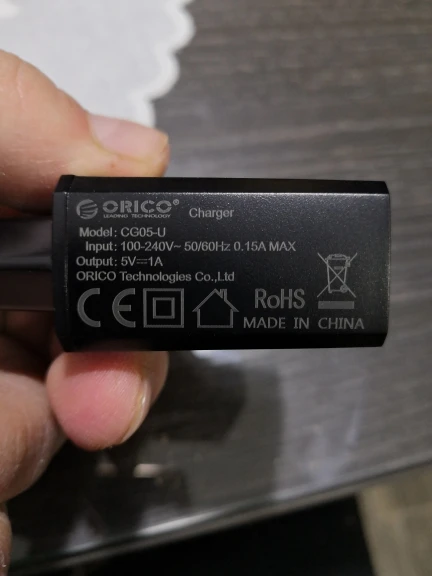 ORICO®
LEADING TECHNOLOGY
Charger
Model: CG05-U
Input: 100-240V~ 50/60Hz 0.15A MAX
Output: 5V⎓1A
ORICO Technologies Co.,Ltd
CE
RoHS
MADE IN CHINA